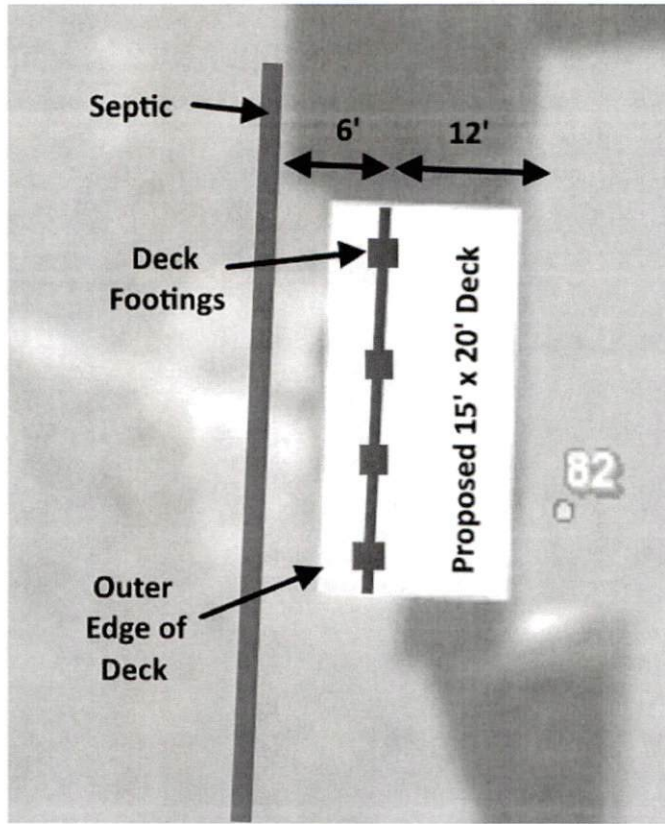 Septic
6'
12'
Deck
Footings
Proposed 15' x 20' Deck
82
Outer
Edge of
Deck